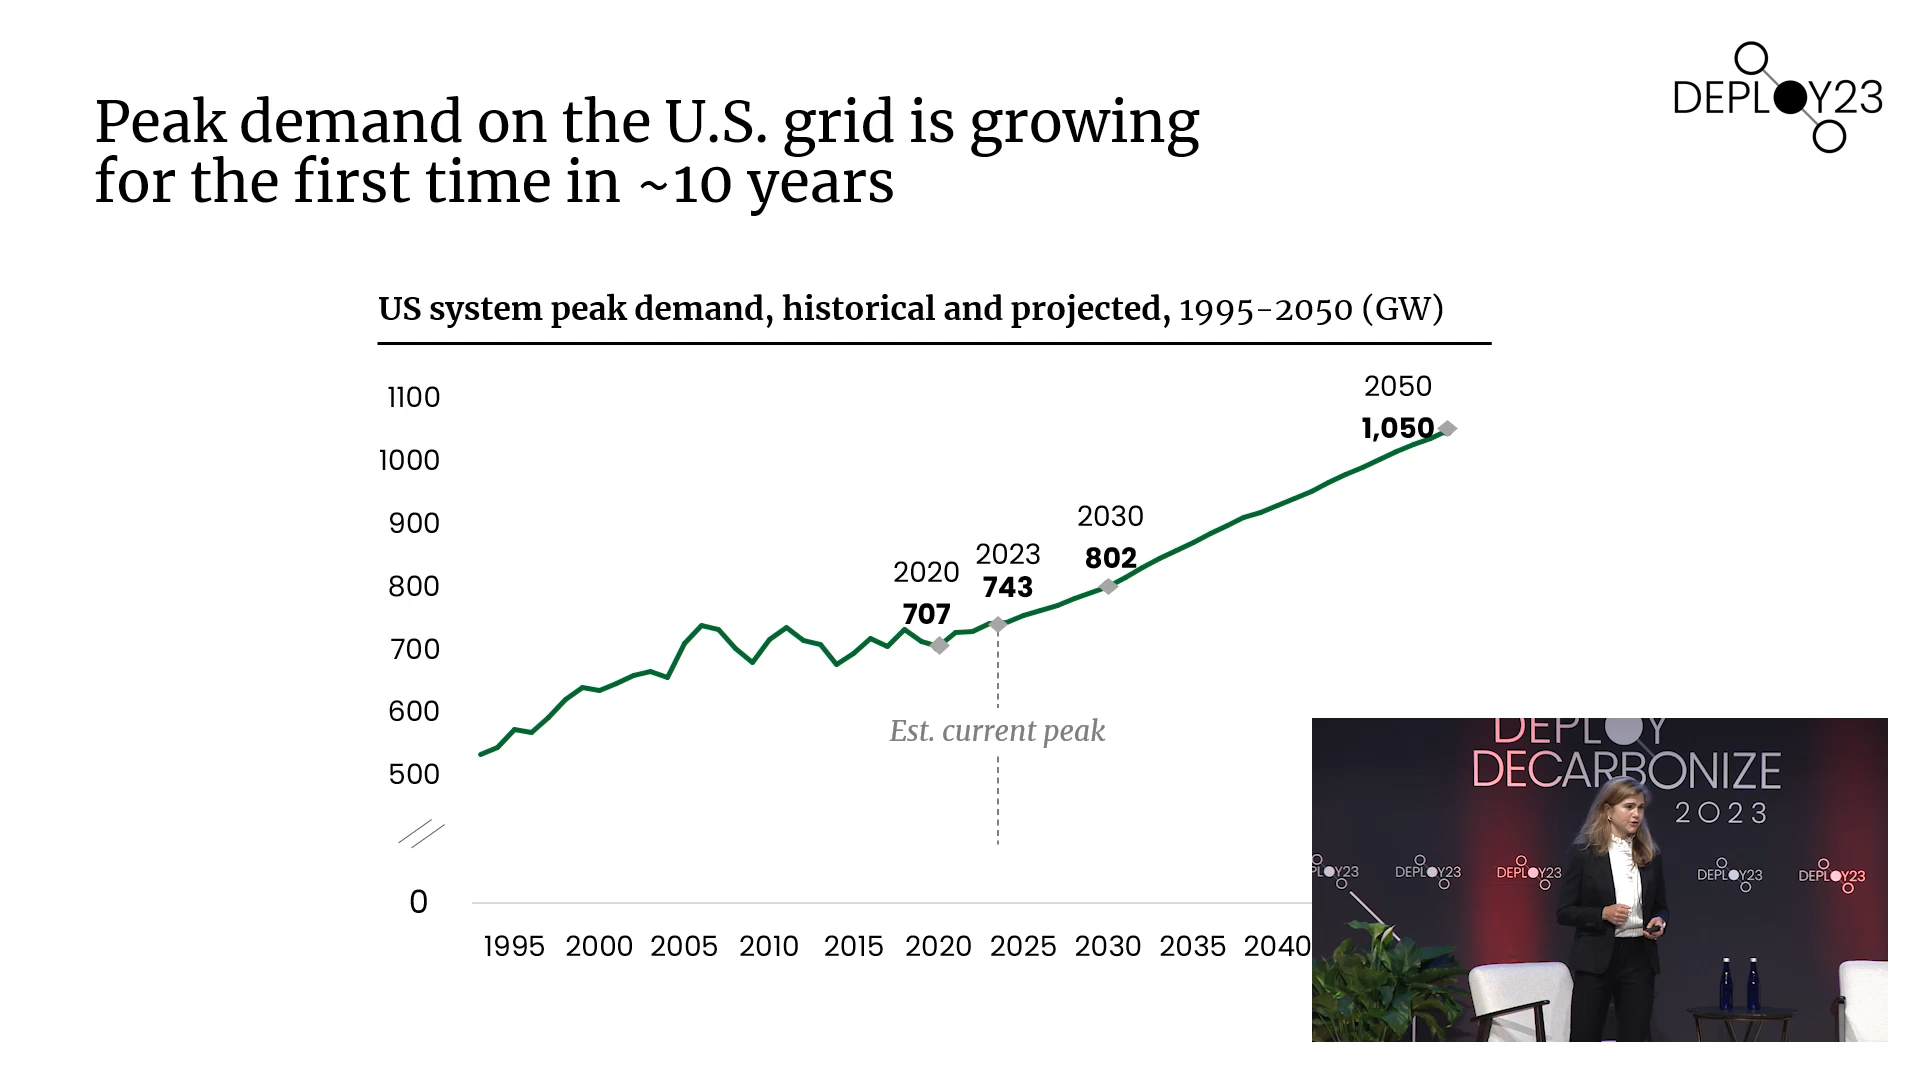 Peak demand on the U.S. grid is growing
for the first time in ~10 years
DEPLOY23
US system peak demand, historical and projected, 1995-2050 (GW)
1100
1000
900
800
700
600
500
0
2020
707
2023
743
2030
802
2050
1,050
Est. current peak
1995 2000 2005 2010 2015 2020 2025 2030 2035 2040
DEPLOY
DECARBONIZE
2023
PLOY23
DEPLOY23
DEPLOY23
DEPLOY23
DEPLOY23